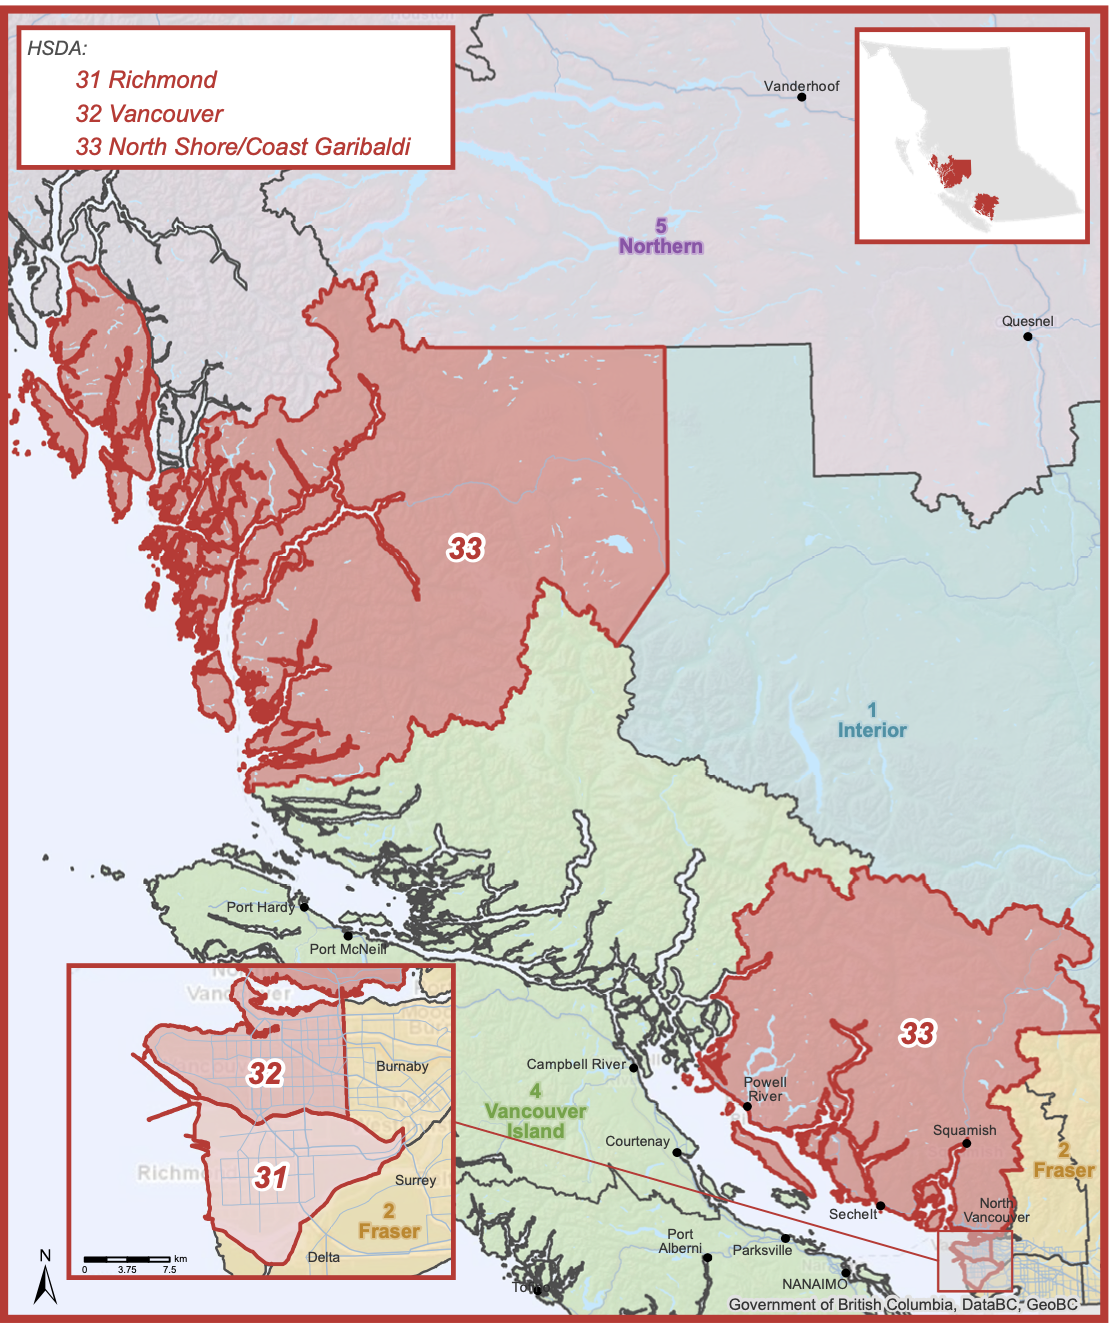 HSDA:
31 Richmond
32 Vancouver
33 North Shore/Coast Garibaldi
Vanderhoof
5
Northern
Quesnel
33
1
Interior
Port Hardy
Port McNeill
33
Campbell River
Powell
River
4
Vancouver
Island
Courtenay
Squamish
2
Fraser
Sechelt
North
Vancouver
Port
Alberni
Parksville
NANAIMO
32
Burnaby
31
Richmond
Surrey
2
Fraser
Delta
N
km
0 3.75 7.5
Government of British Columbia, DataBC, GeoBC